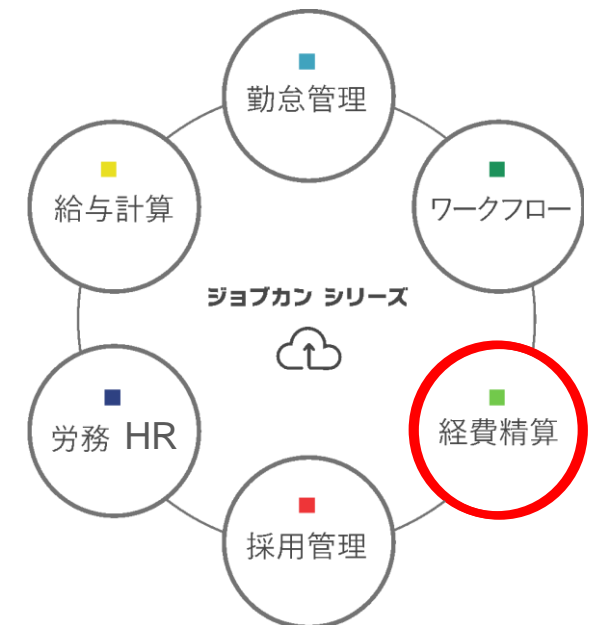 勤怠管理
給与計算
ワークフロー
ジョブカン シリーズ
労務 HR
経費精算
採用管理